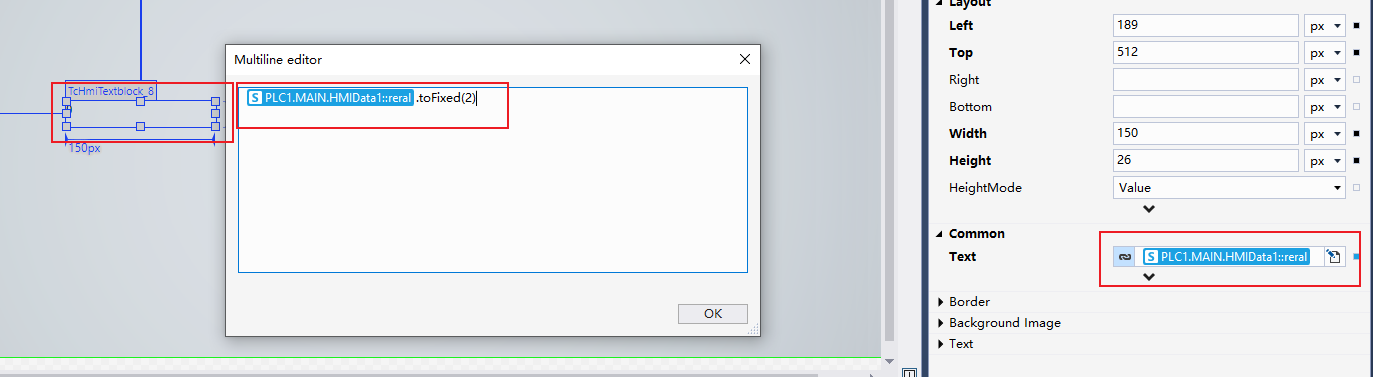 TcHmiTextblock_8
150px
Multiline editor
S PLC1.MAIN.HMIData1::reral .toFixed(2)
OK
Layout
Left 189 px
Top 512 px
Right px
Bottom px
Width 150 px
Height 26 px
HeightMode Value
Common
Text S PLC1.MAIN.HMIData1::reral
Border
Background Image
Text